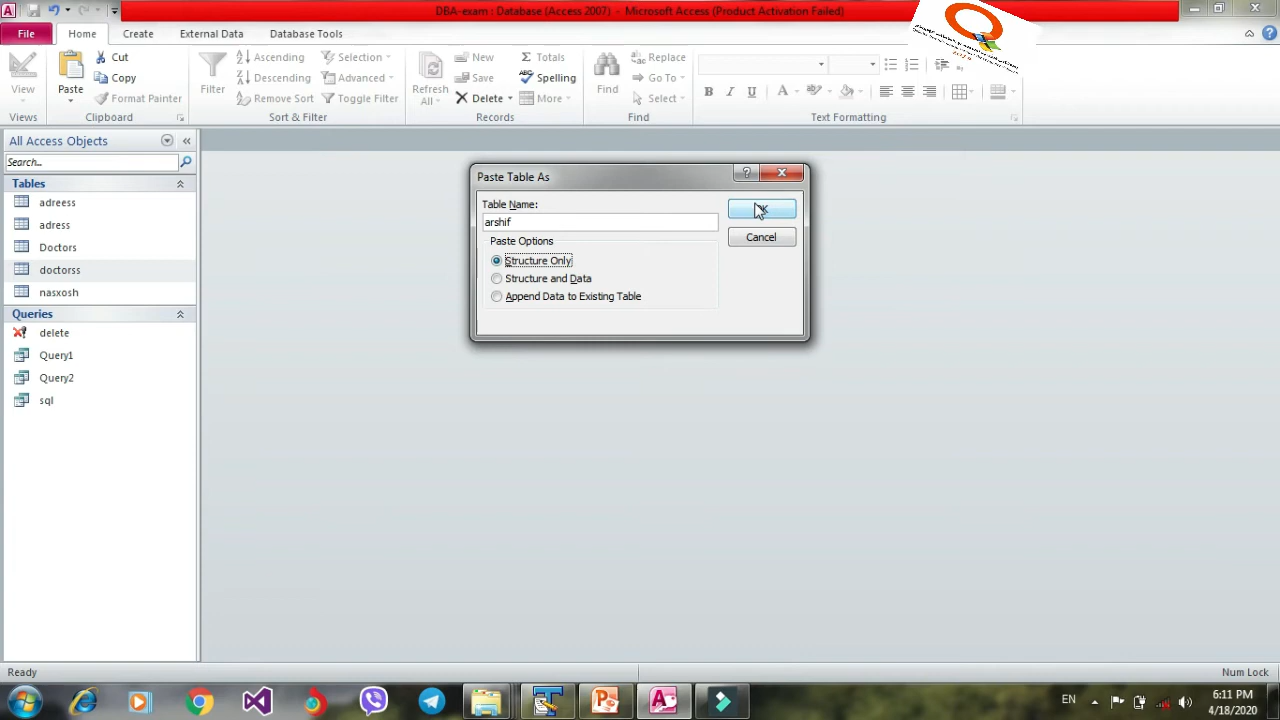 DBA-exam : Database (Access 2007) - Microsoft Access (Product Activation Failed)
File Home Create External Data Database Tools
View
Views
Paste
Cut
Copy
Format Painter
Clipboard
Filter
Ascending
Descending
Remove Sort
Selection
Advanced
Toggle Filter
Sort & Filter
Refresh
All
New
Save
Delete
Totals
Spelling
More
Records
Find
Replace
Go To
Select
Find
B I U A
Text Formatting
All Access Objects
Search...
Tables
adreess
adress
Doctors
doctorss
nasxosh
Queries
delete
Query1
Query2
sql
Paste Table As
Table Name:
arshif
Paste Options
Structure Only
Structure and Data
Append Data to Existing Table
Cancel
Ready
Num Lock
EN
6:11 PM
4/18/2020